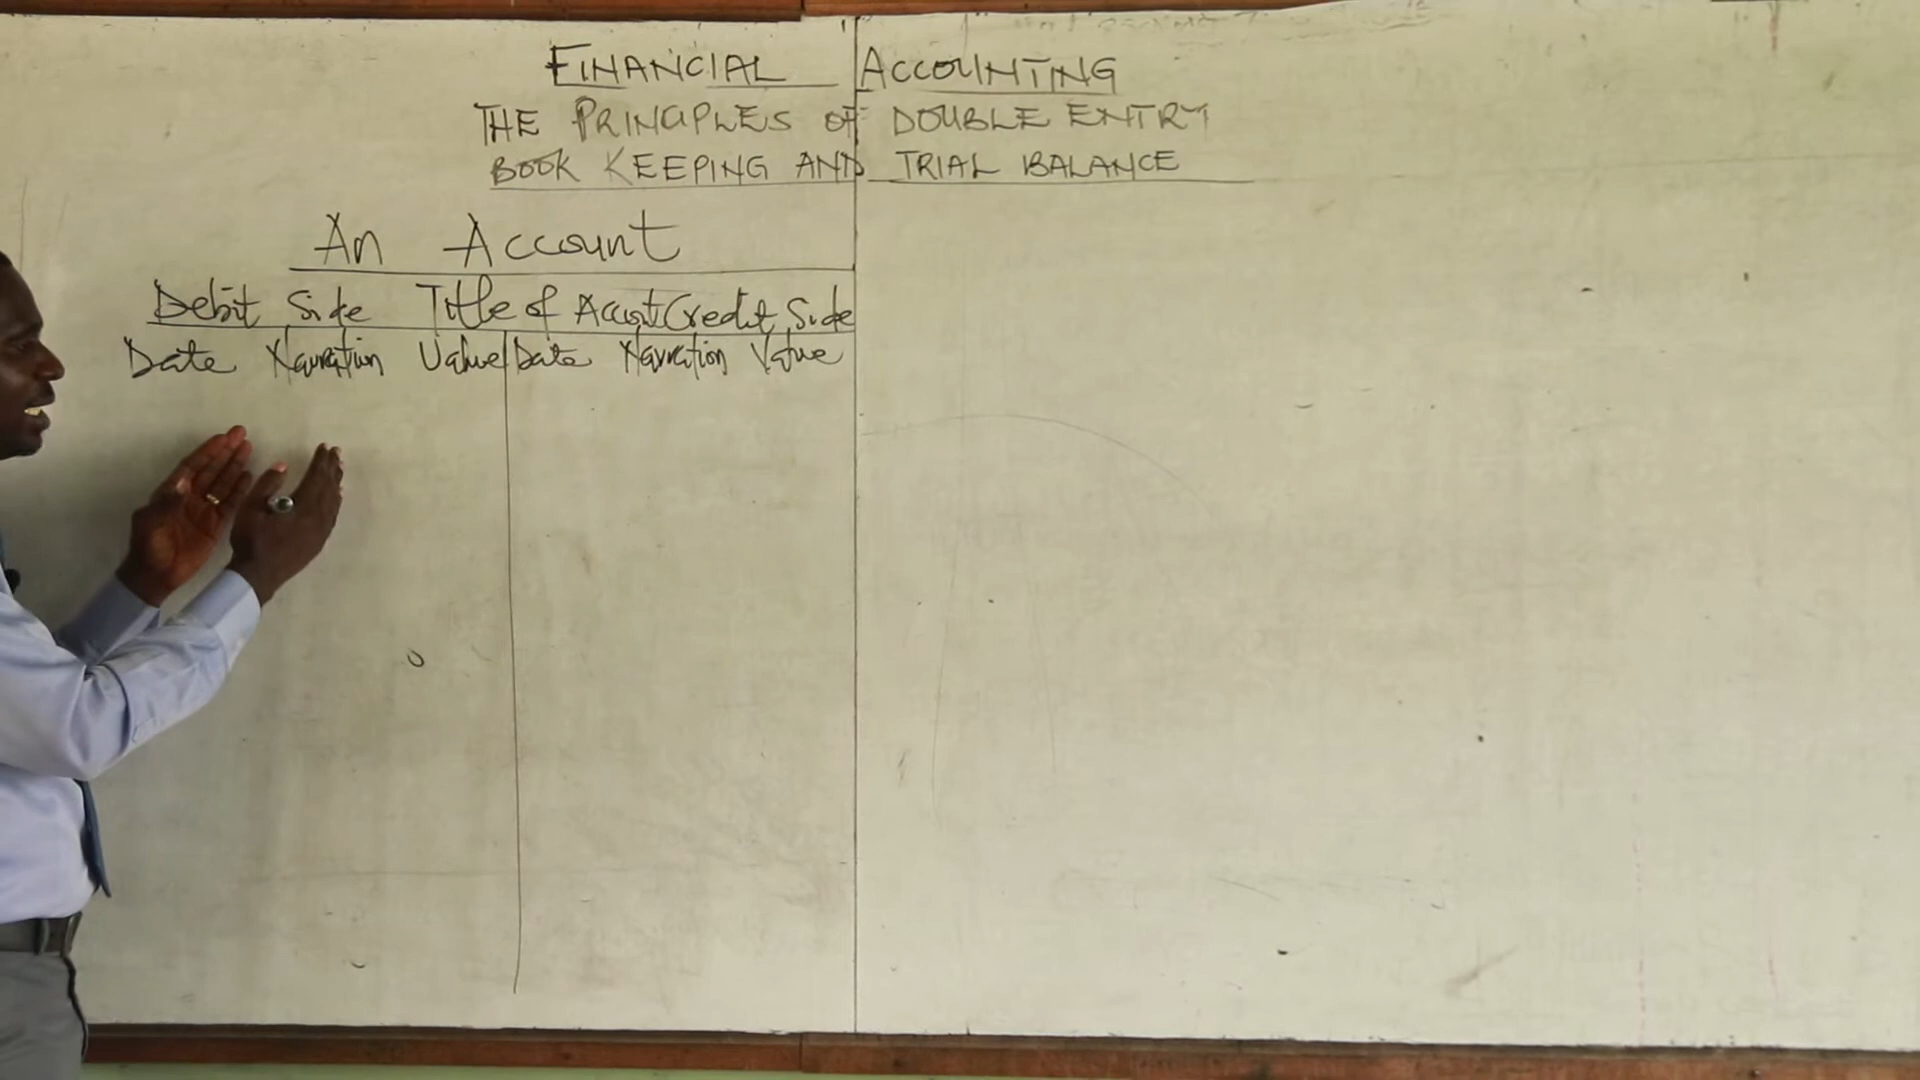 FINANCIAL ACCOUNTING
THE PRINCIPLES OF DOUBLE ENTRY
BOOK KEEPING AND TRIAL BALANCE
An Account
Debit Side Title of Accout Credit Side
Date Narration Value Date Narration Value